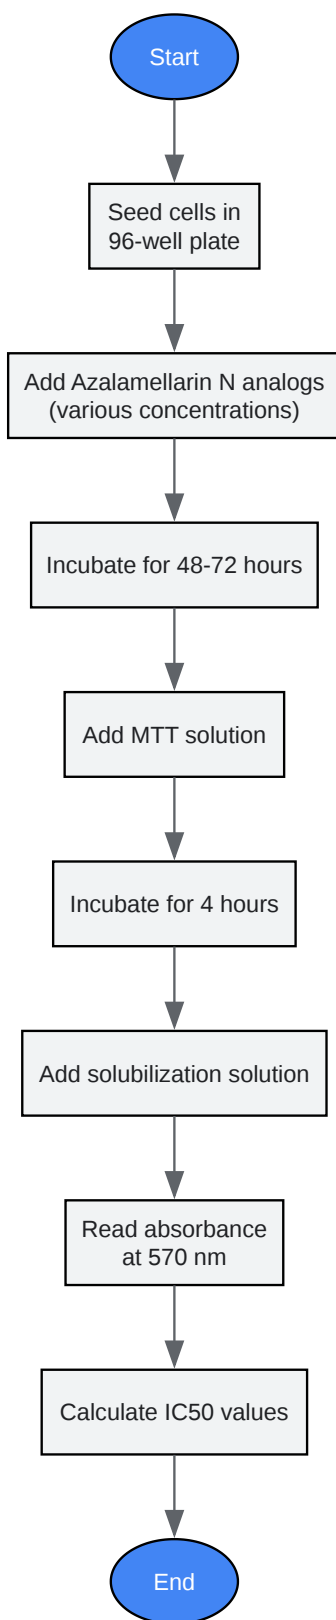 Start
Seed cells in
96-well plate
Add Azalamellarin N analogs
(various concentrations)
Incubate for 48-72 hours
Add MTT solution
Incubate for 4 hours
Add solubilization solution
Read absorbance
at 570 nm
Calculate IC50 values
End